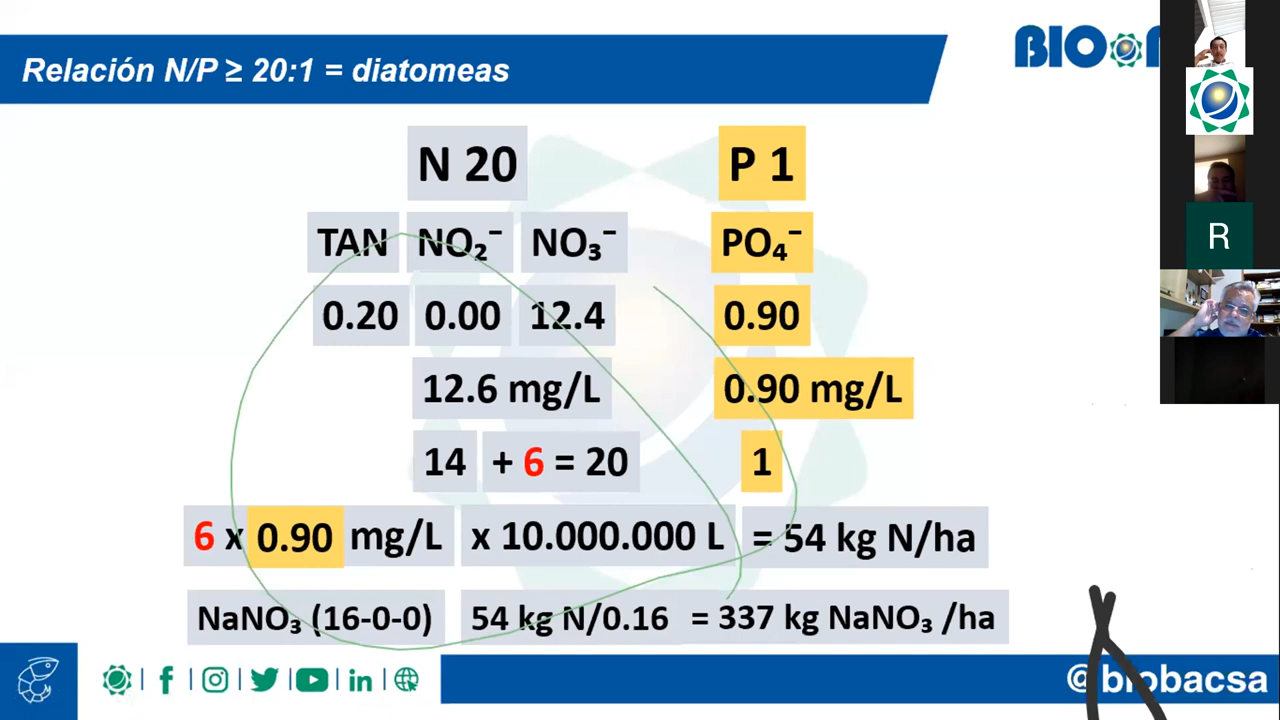 BIO
Relación N/P ≥ 20:1 = diatomeas
N 20 P 1
TAN NO₂⁻ NO₃⁻ PO₄⁻
0.20 0.00 12.4 0.90
12.6 mg/L 0.90 mg/L
14 + 6 = 20 1
6 x 0.90 mg/L x 10.000.000 L = 54 kg N/ha
NaNO₃ (16-0-0) 54 kg N/0.16 = 337 kg NaNO₃ /ha
@biobacsa
R